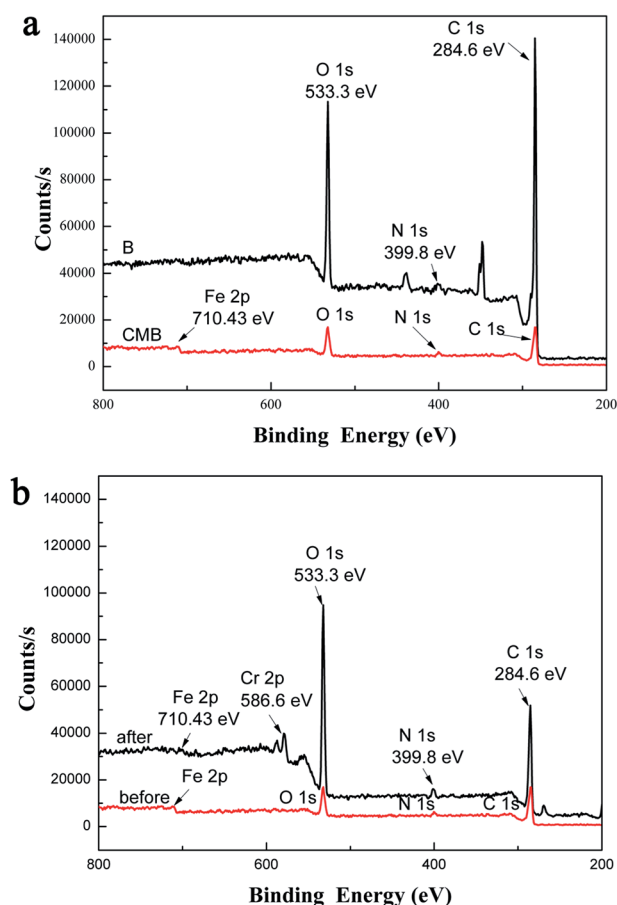 a
140000
120000
100000
80000
60000
40000
20000
0
Counts/s
C 1s
284.6 eV
O 1s
533.3 eV
N 1s
399.8 eV
B
Fe 2p
710.43 eV
CMB
O 1s
N 1s
C 1s
800
600
400
200
Binding Energy (eV)
b
140000
120000
100000
80000
60000
40000
20000
0
Counts/s
O 1s
533.3 eV
C 1s
284.6 eV
Cr 2p
586.6 eV
Fe 2p
710.43 eV
N 1s
399.8 eV
after
before
Fe 2p
O 1s
N 1s
C 1s
800
600
400
200
Binding Energy (eV)